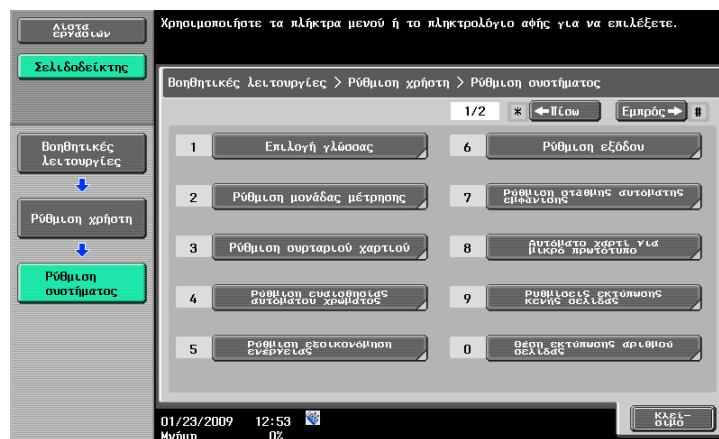 Λίστα
εργασιών
Χρησιμοποιήστε τα πλήκτρα μενού ή το πληκτρολόγιο αφής για να επιλέξετε.
Σελιδοδείκτης
Βοηθητικές λειτουργίες > Ρύθμιση χρήστη > Ρύθμιση συστήματος
1/2 * ←Πίσω Εμπρός→ #
Βοηθητικές
λειτουργίες
Ρύθμιση χρήστη
Ρύθμιση
συστήματος
1 Επιλογή γλώσσας
2 Ρύθμιση μονάδας μέτρησης
3 Ρύθμιση συρταριού χαρτιού
4 Ρύθμιση ευαισθησίας
αυτόματου χρώματος
5 Ρύθμιση εξοικονόμηση
ενέργειας
6 Ρύθμιση εξόδου
7 Ρύθμιση στάθμης αυτόματης
εμφάνισης
8 Αυτόματο χαρτί για
μικρό πρωτότυπο
9 Ρυθμίσεις εκτύπωσης
κενής σελίδας
0 Θέση εκτύπωσης αριθμού
σελίδας
01/23/2009 12:53
Μνήμη 0%
Κλεί-
σιμο